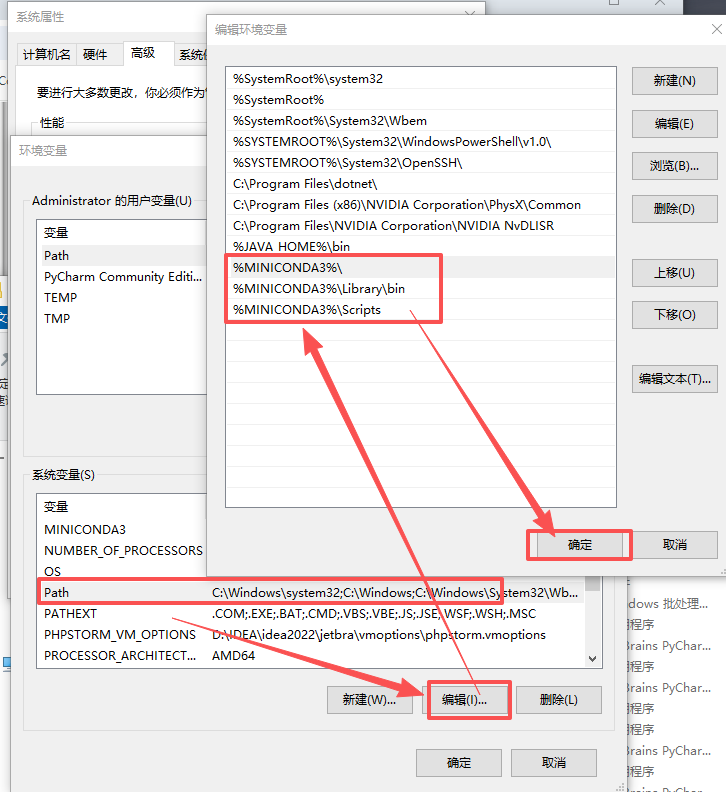 系统属性
计算机名
硬件
高级
要进行大多数更改，你必须作为
性能
环境变量
Administrator 的用户变量(U)
变量
Path
PyCharm Community Editi...
TEMP
TMP
系统变量(S)
变量
MINICONDA3
NUMBER_OF_PROCESSORS
OS
Path C:\Windows\system32;C:\Windows;C:\Windows\System32\Wb...
PATHEXT .COM;.EXE;.BAT;.CMD;.VBS;.VBE;.JS;.JSE;.WSF;.WSH;.MSC
PHPSTORM_VM_OPTIONS D:\IDEA\idea2022\jetbra\vmoptions\phpstorm.vmoptions
PROCESSOR_ARCHITECT... AMD64
新建(W)...
编辑(I)...
删除(L)
确定
取消
编辑环境变量
%SystemRoot%\system32
%SystemRoot%
%SystemRoot%\System32\Wbem
%SYSTEMROOT%\System32\WindowsPowerShell\v1.0\
%SYSTEMROOT%\System32\OpenSSH\
C:\Program Files\dotnet\
C:\Program Files (x86)\NVIDIA Corporation\PhysX\Common
C:\Program Files\NVIDIA Corporation\NVIDIA NvDLISR
%JAVA_HOME%\bin
%MINICONDA3%\
%MINICONDA3%\Library\bin
%MINICONDA3%\Scripts
新建(N)
编辑(E)
浏览(B)...
删除(D)
上移(U)
下移(O)
编辑文本(T)...
确定
取消
dows 批处理...
程序
Brains PyChar...
程序
Brains PyChar...
程序
程序
Brains PyChar...
程序